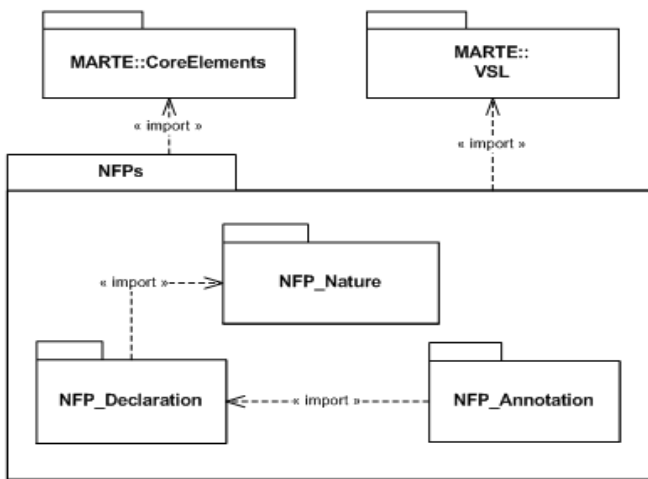 MARTE::CoreElements
MARTE::
VSL
« import »
« import »
NFPs
NFP_Nature
« import »
NFP_Declaration
« import »
NFP_Annotation